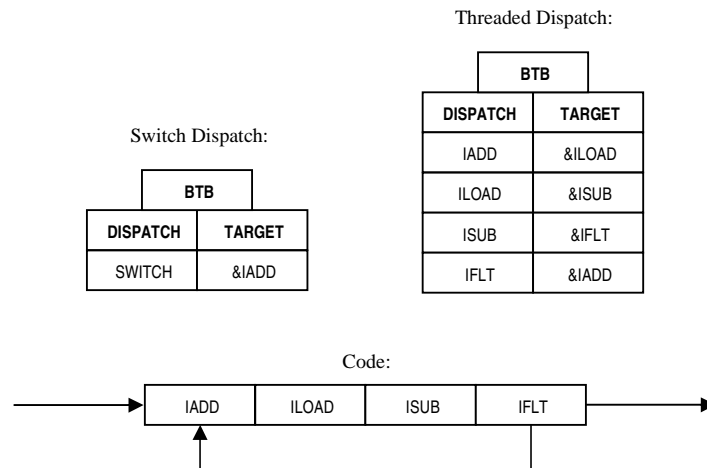 Threaded Dispatch:
BTB
DISPATCH TARGET
IADD &ILOAD
ILOAD &ISUB
ISUB &IFLT
IFLT &IADD
Switch Dispatch:
BTB
DISPATCH TARGET
SWITCH &IADD
Code:
IADD ILOAD ISUB IFLT